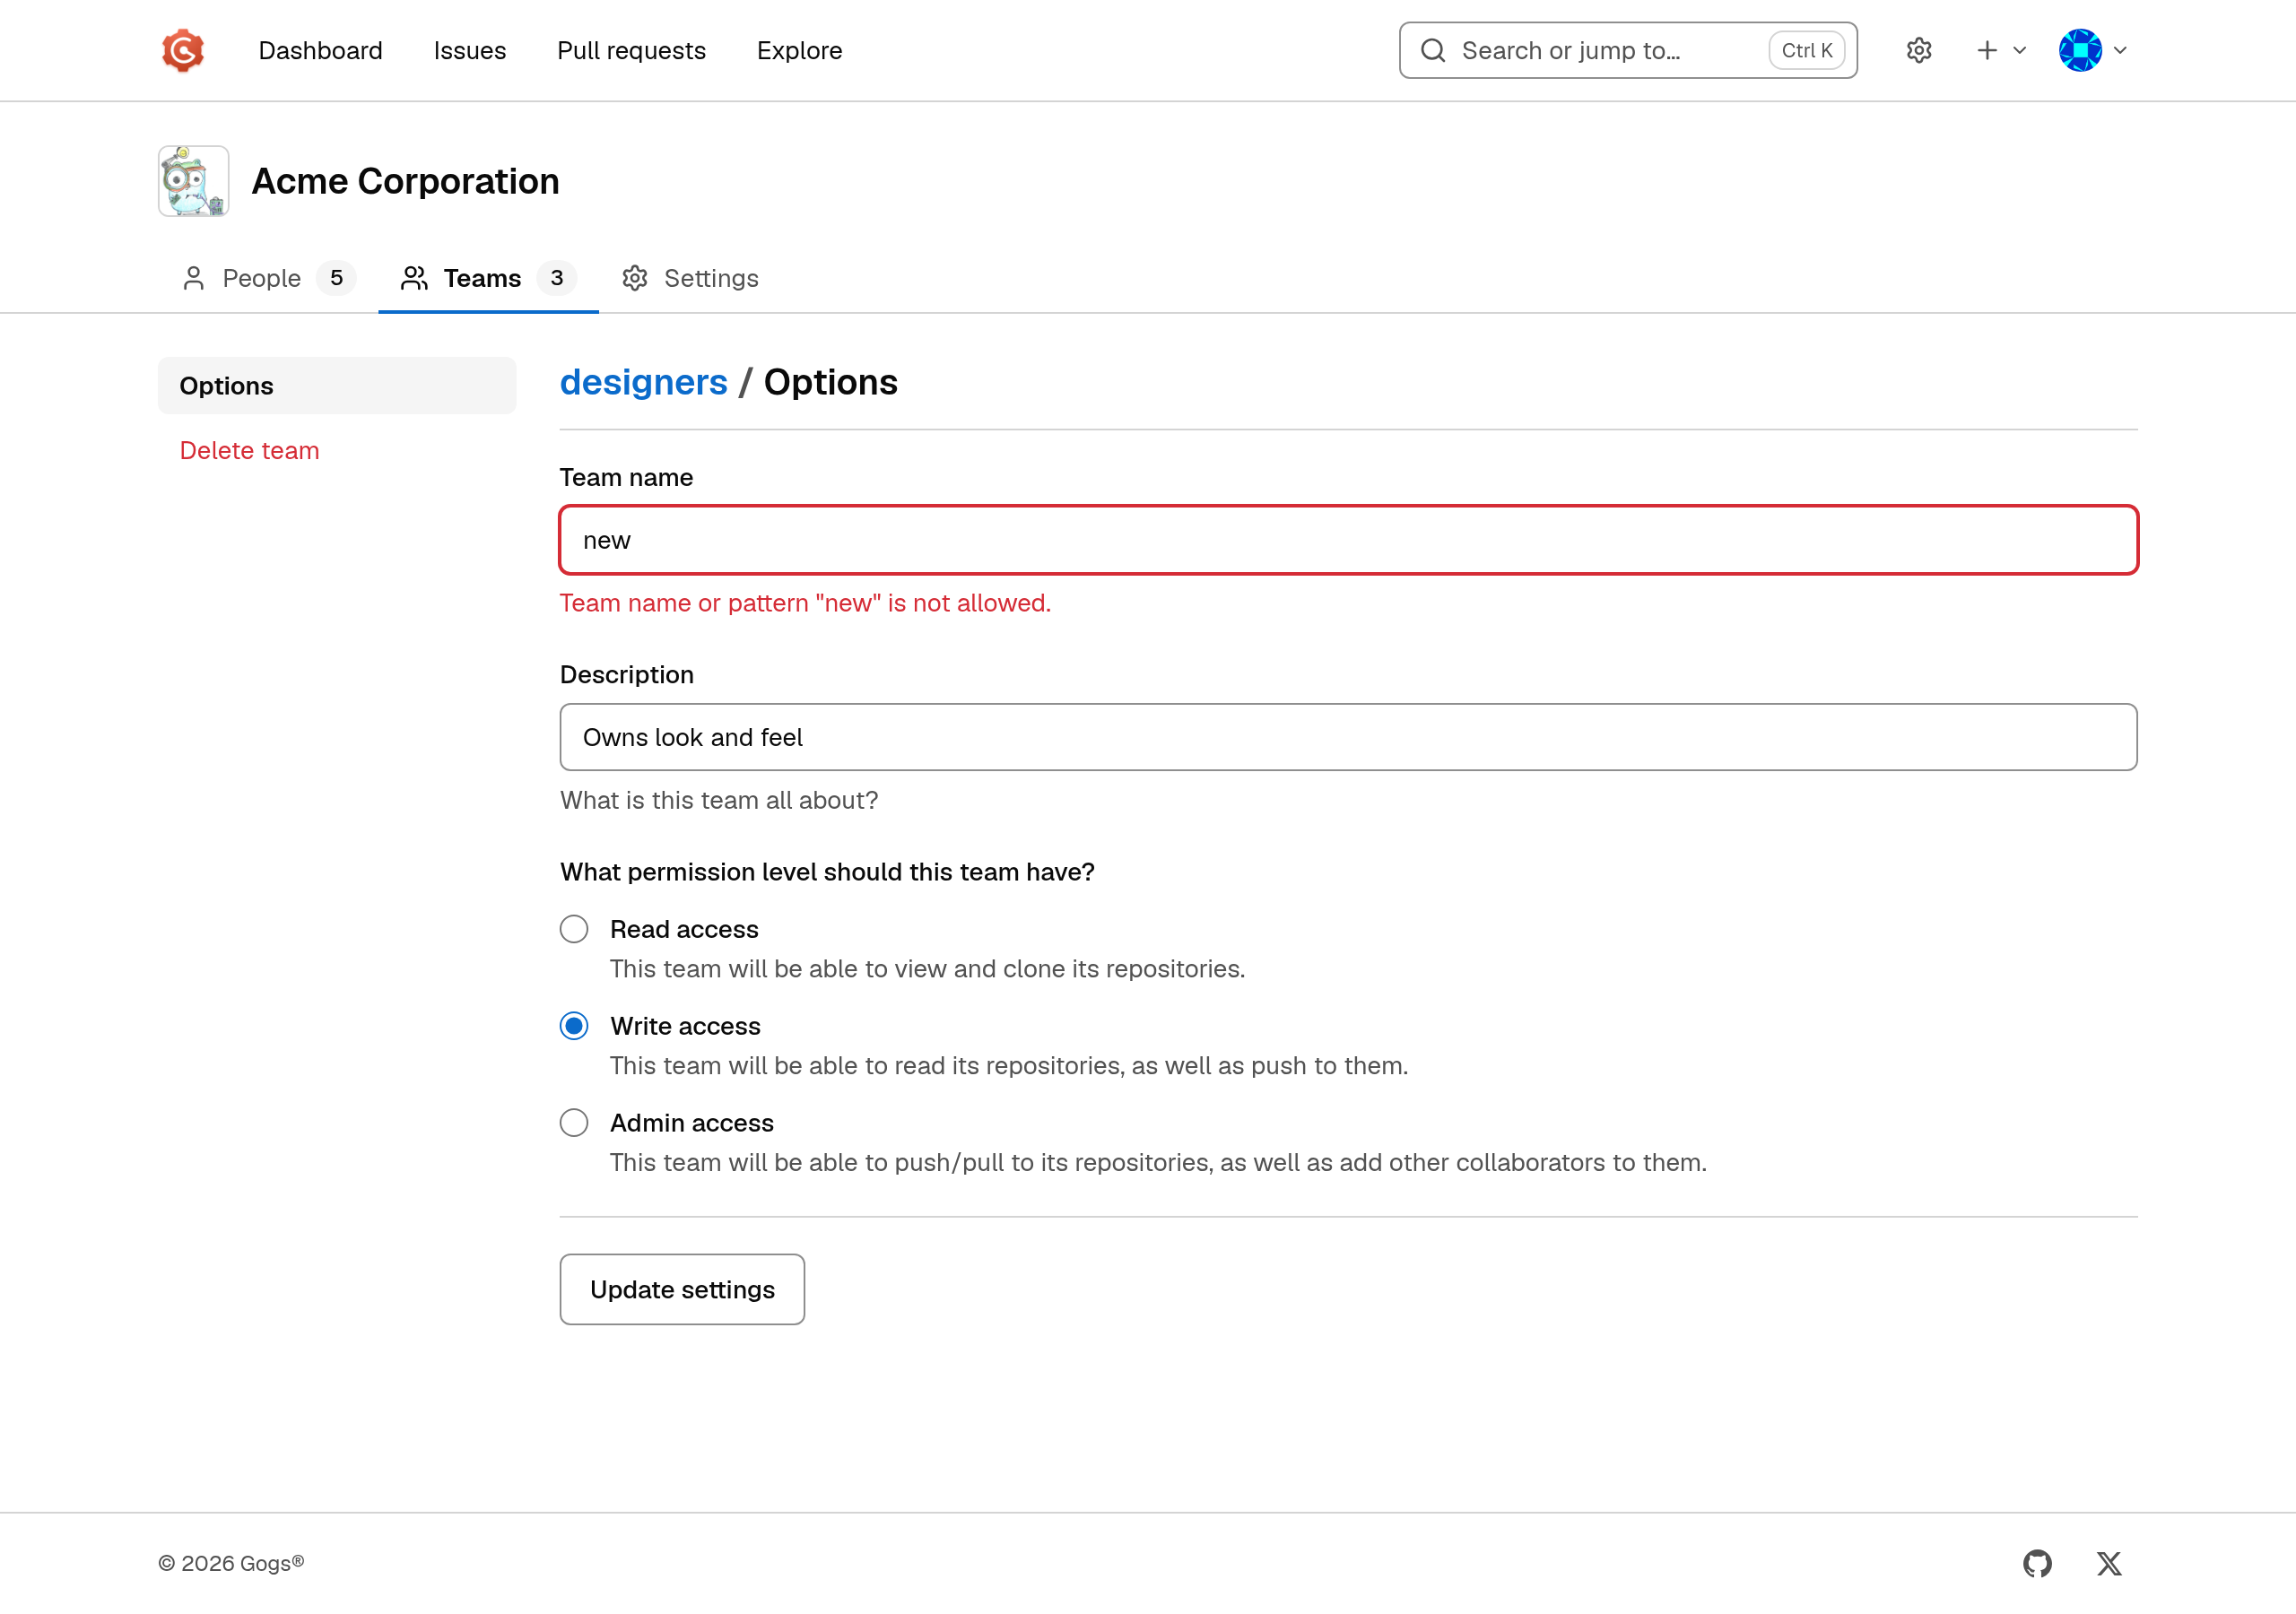 Dashboard Issues Pull requests Explore Search or jump to... Ctrl K
Acme Corporation
People 5 Teams 3 Settings
Options
Delete team
designers / Options
Team name
new
Team name or pattern "new" is not allowed.
Description
Owns look and feel
What is this team all about?
What permission level should this team have?
Read access
This team will be able to view and clone its repositories.
Write access
This team will be able to read its repositories, as well as push to them.
Admin access
This team will be able to push/pull to its repositories, as well as add other collaborators to them.
Update settings
© 2026 Gogs®